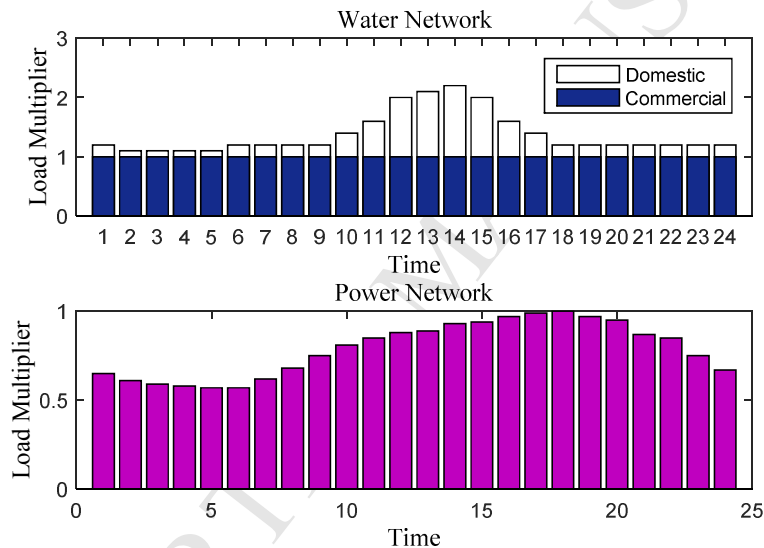 Water Network
3
2
1
0
Load Multiplier
Domestic
Commercial
1 2 3 4 5 6 7 8 9 10 11 12 13 14 15 16 17 18 19 20 21 22 23 24
Time
Power Network
1
0.5
0
Load Multiplier
0 5 10 15 20 25
Time